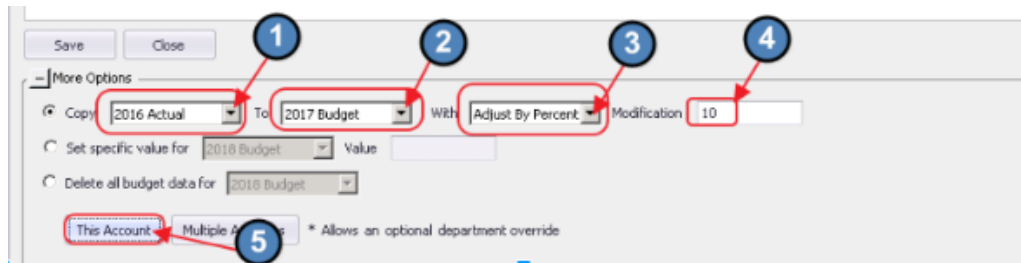 Save Close 1 2 3 4
More Options
Copy 2016 Actual To 2017 Budget With Adjust By Percent Modification 10
Set specific value for 2018 Budget Value
Delete all budget data for 2018 Budget
This Account Multiple * Allows an optional department override
5